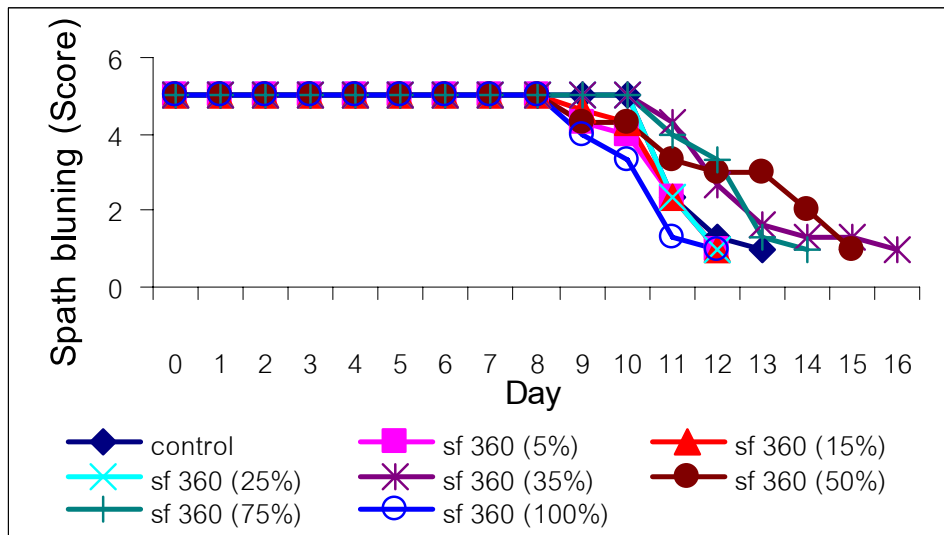 Spath bluning (Score)
6
4
2
0
0 1 2 3 4 5 6 7 8 9 10 11 12 13 14 15 16
Day
control sf 360 (5%) sf 360 (15%)
sf 360 (25%) sf 360 (35%) sf 360 (50%)
sf 360 (75%) sf 360 (100%)